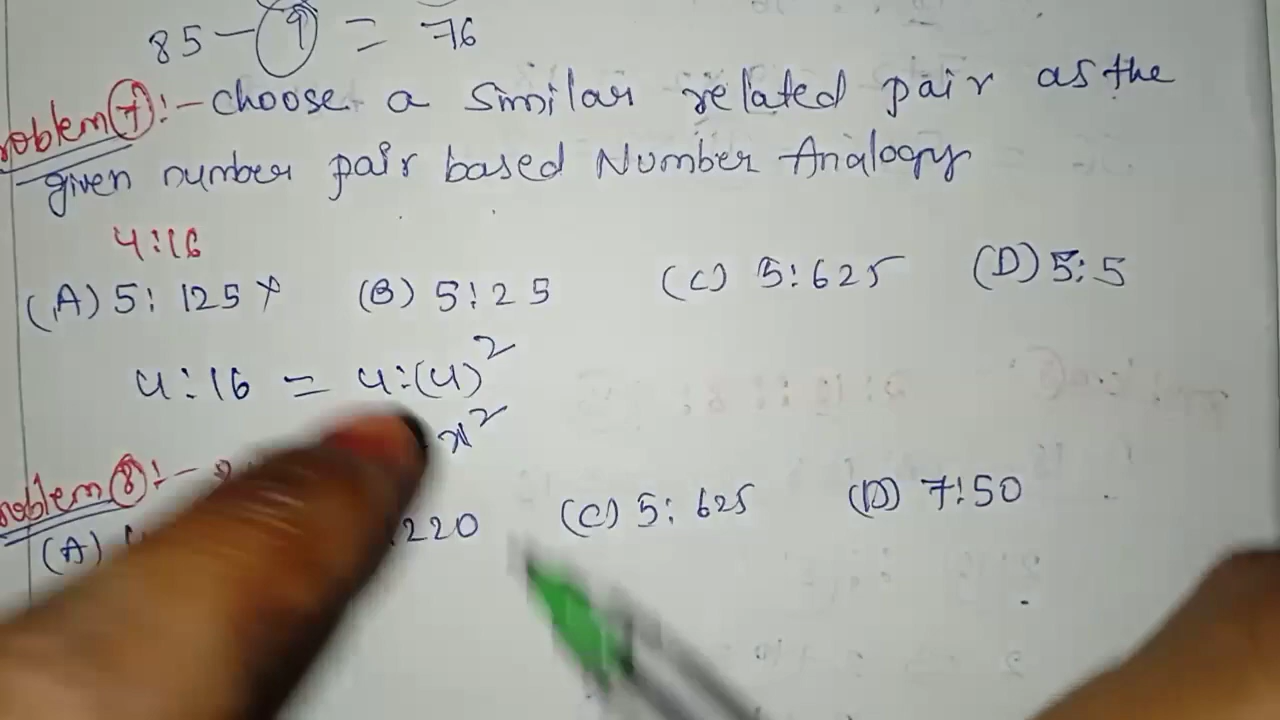 85 - 9 = 76
roblem (7):- choose a Similar related pair as the
given number pair based Number Analogy
4:16
(A) 5: 125 × (B) 5:25 (C) 5:625 (D) 5:5
4:16 = 4:(4)²
x²
roblem (8):-
(A) 220 (C) 5: 625 (D) 7:50